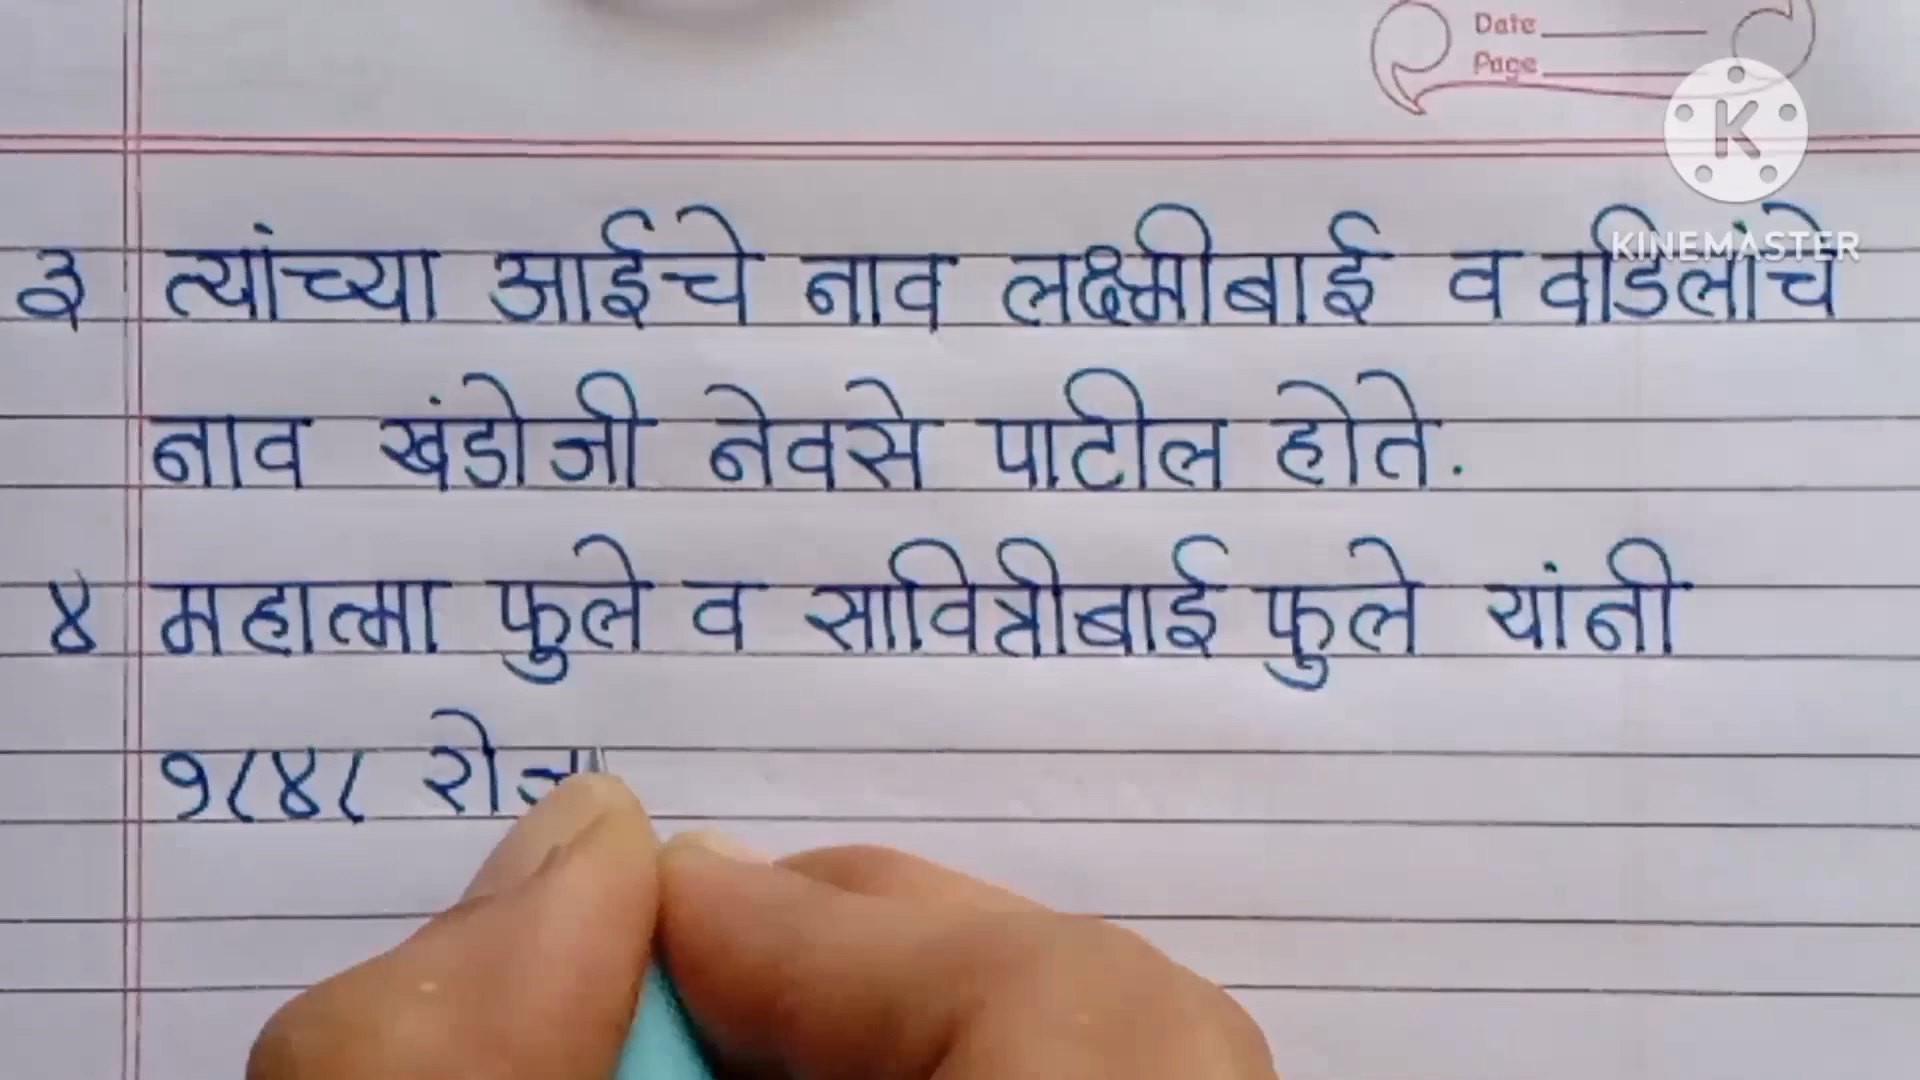 Date
Page
KINEMASTER
३ त्यांच्या आईचे नाव लक्ष्मीबाई व वडिलांचे
नाव खंडोजी नेवसे पाटील होते.
४ महात्मा फुले व सावित्रीबाई फुले यांनी
१८४८